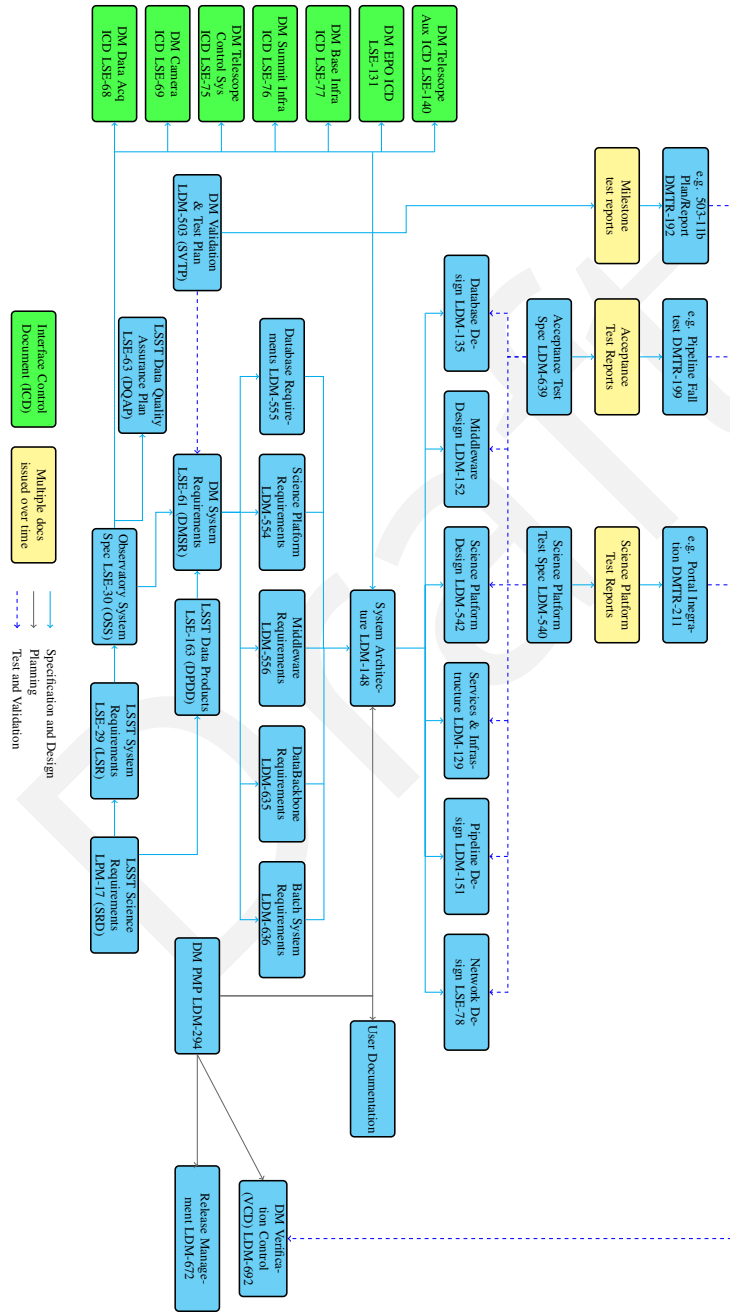 e.g. 503-11b
Plan/Report
DMTR-192
e.g. Pipeline Fall
test DMTR-199
e.g. Portal Inegra-
tion DMTR-211
Milestone
test reports
Acceptance
Test Reports
Science Platform
Test Reports
Acceptance Test
Spec LDM-639
Science Platform
Test Spec LDM-540
Database De-
sign LDM-135
Middleware
Design LDM-152
Science Platform
Design LDM-542
Services & Infras-
tructure LDM-129
Pipeline De-
sign LDM-151
Network De-
sign LSE-78
DM Telescope
Aux ICD LSE-140
DM EPO ICD
LSE-131
DM Base Infra
ICD LSE-77
DM Summit Infra
ICD LSE-76
DM Telescope
Control Sys
ICD LSE-75
DM Camera
ICD LSE-69
DM Data Acq
ICD LSE-68
System Architec-
ture LDM-148
User Documentation
Database Require-
ments LDM-555
Science Platform
Requirements
LDM-554
Middleware
Requirements
LDM-556
DataBackbone
Requirements
LDM-635
Batch System
Requirements
LDM-636
DM Verifica-
tion Control
(VCD) LDM-692
DM Validation
& Test Plan
LDM-503 (SVTP)
DM System
Requirements
LSE-61 (DMSR)
LSST Data Products
LSE-163 (DPDD)
DM PMP LDM-294
Release Manage-
ment LDM-672
LSST Data Quality
Assurance Plan
LSE-63 (DQAP)
Observatory System
Spec LSE-30 (OSS)
LSST System
Requirements
LSE-29 (LSR)
LSST Science
Requirements
LPM-17 (SRD)
Interface Control
Document (ICD)
Multiple docs
issued over time
Specification and Design
Planning
Test and Validation
Draft